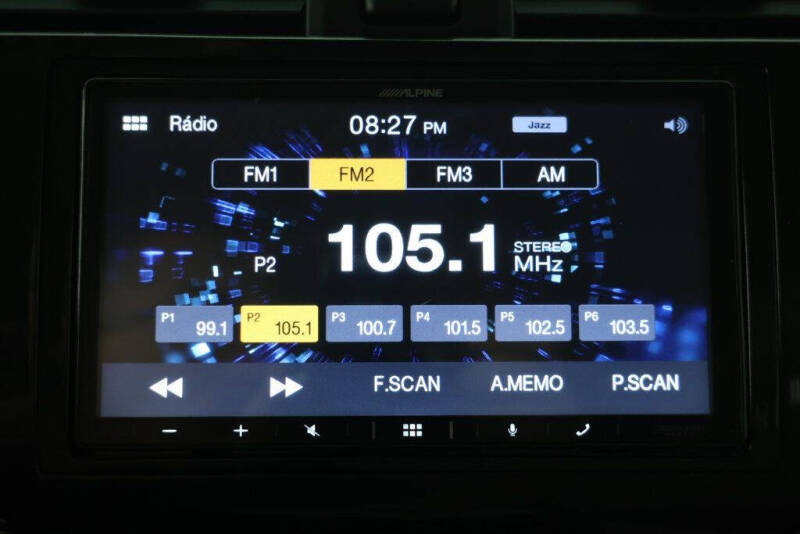 ALPINE
Rádio 08:27 PM Jazz
FM1 FM2 FM3 AM
P2 105.1 STEREO MHz
P1 99.1 P2 105.1 P3 100.7 P4 101.5 P5 102.5 P6 103.5
F.SCAN A.MEMO P.SCAN